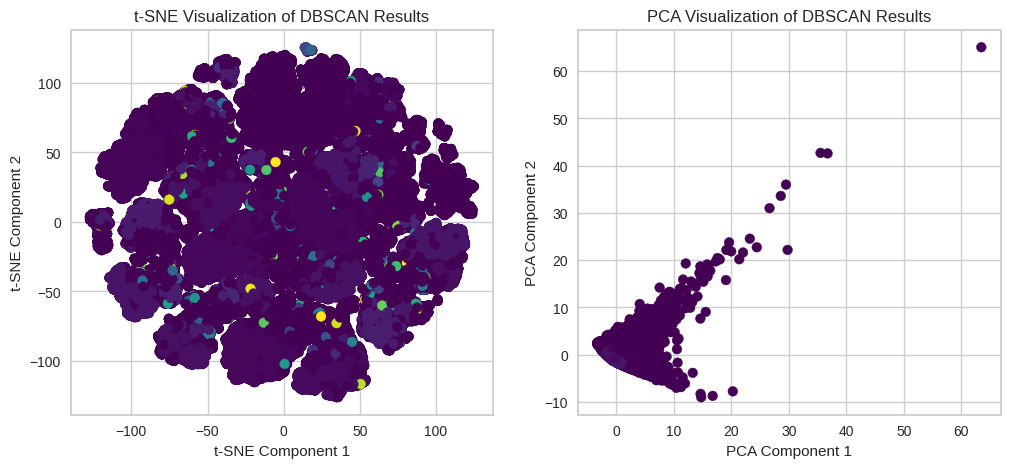 t-SNE Visualization of DBSCAN Results
100
50
0
−50
−100
t-SNE Component 2
−100 −50 0 50 100
t-SNE Component 1
PCA Visualization of DBSCAN Results
60
50
40
30
20
10
0
−10
PCA Component 2
0 10 20 30 40 50 60
PCA Component 1